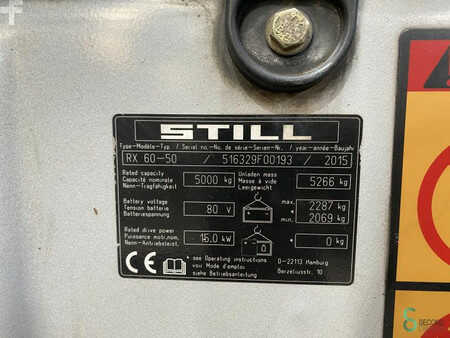 STILL
Type-Modèle-Typ / Serial no.-No. de série-Serien-Nr. / year-année-Baujahr
RX 60-50 / 516329F00193 / 2015
Rated capacity
Capacité nominale
Nenn-Tragfähigkeit
5000 kg
Unladen mass
Masse à vide
Leergewicht
5266 kg
Battery voltage
Tension batterie
Batteriespannung
80 V
max. 2287 kg
min. 2069 kg
Rated drive power
Puissance motri.nom.
Nenn-Antriebsleist.
15.0 kW
* 0 kg
CE
* see Operating instructions
voir Mode d'emploi
siehe Betriebsanleitung
D-22113 Hamburg
Berzeliusstr. 10